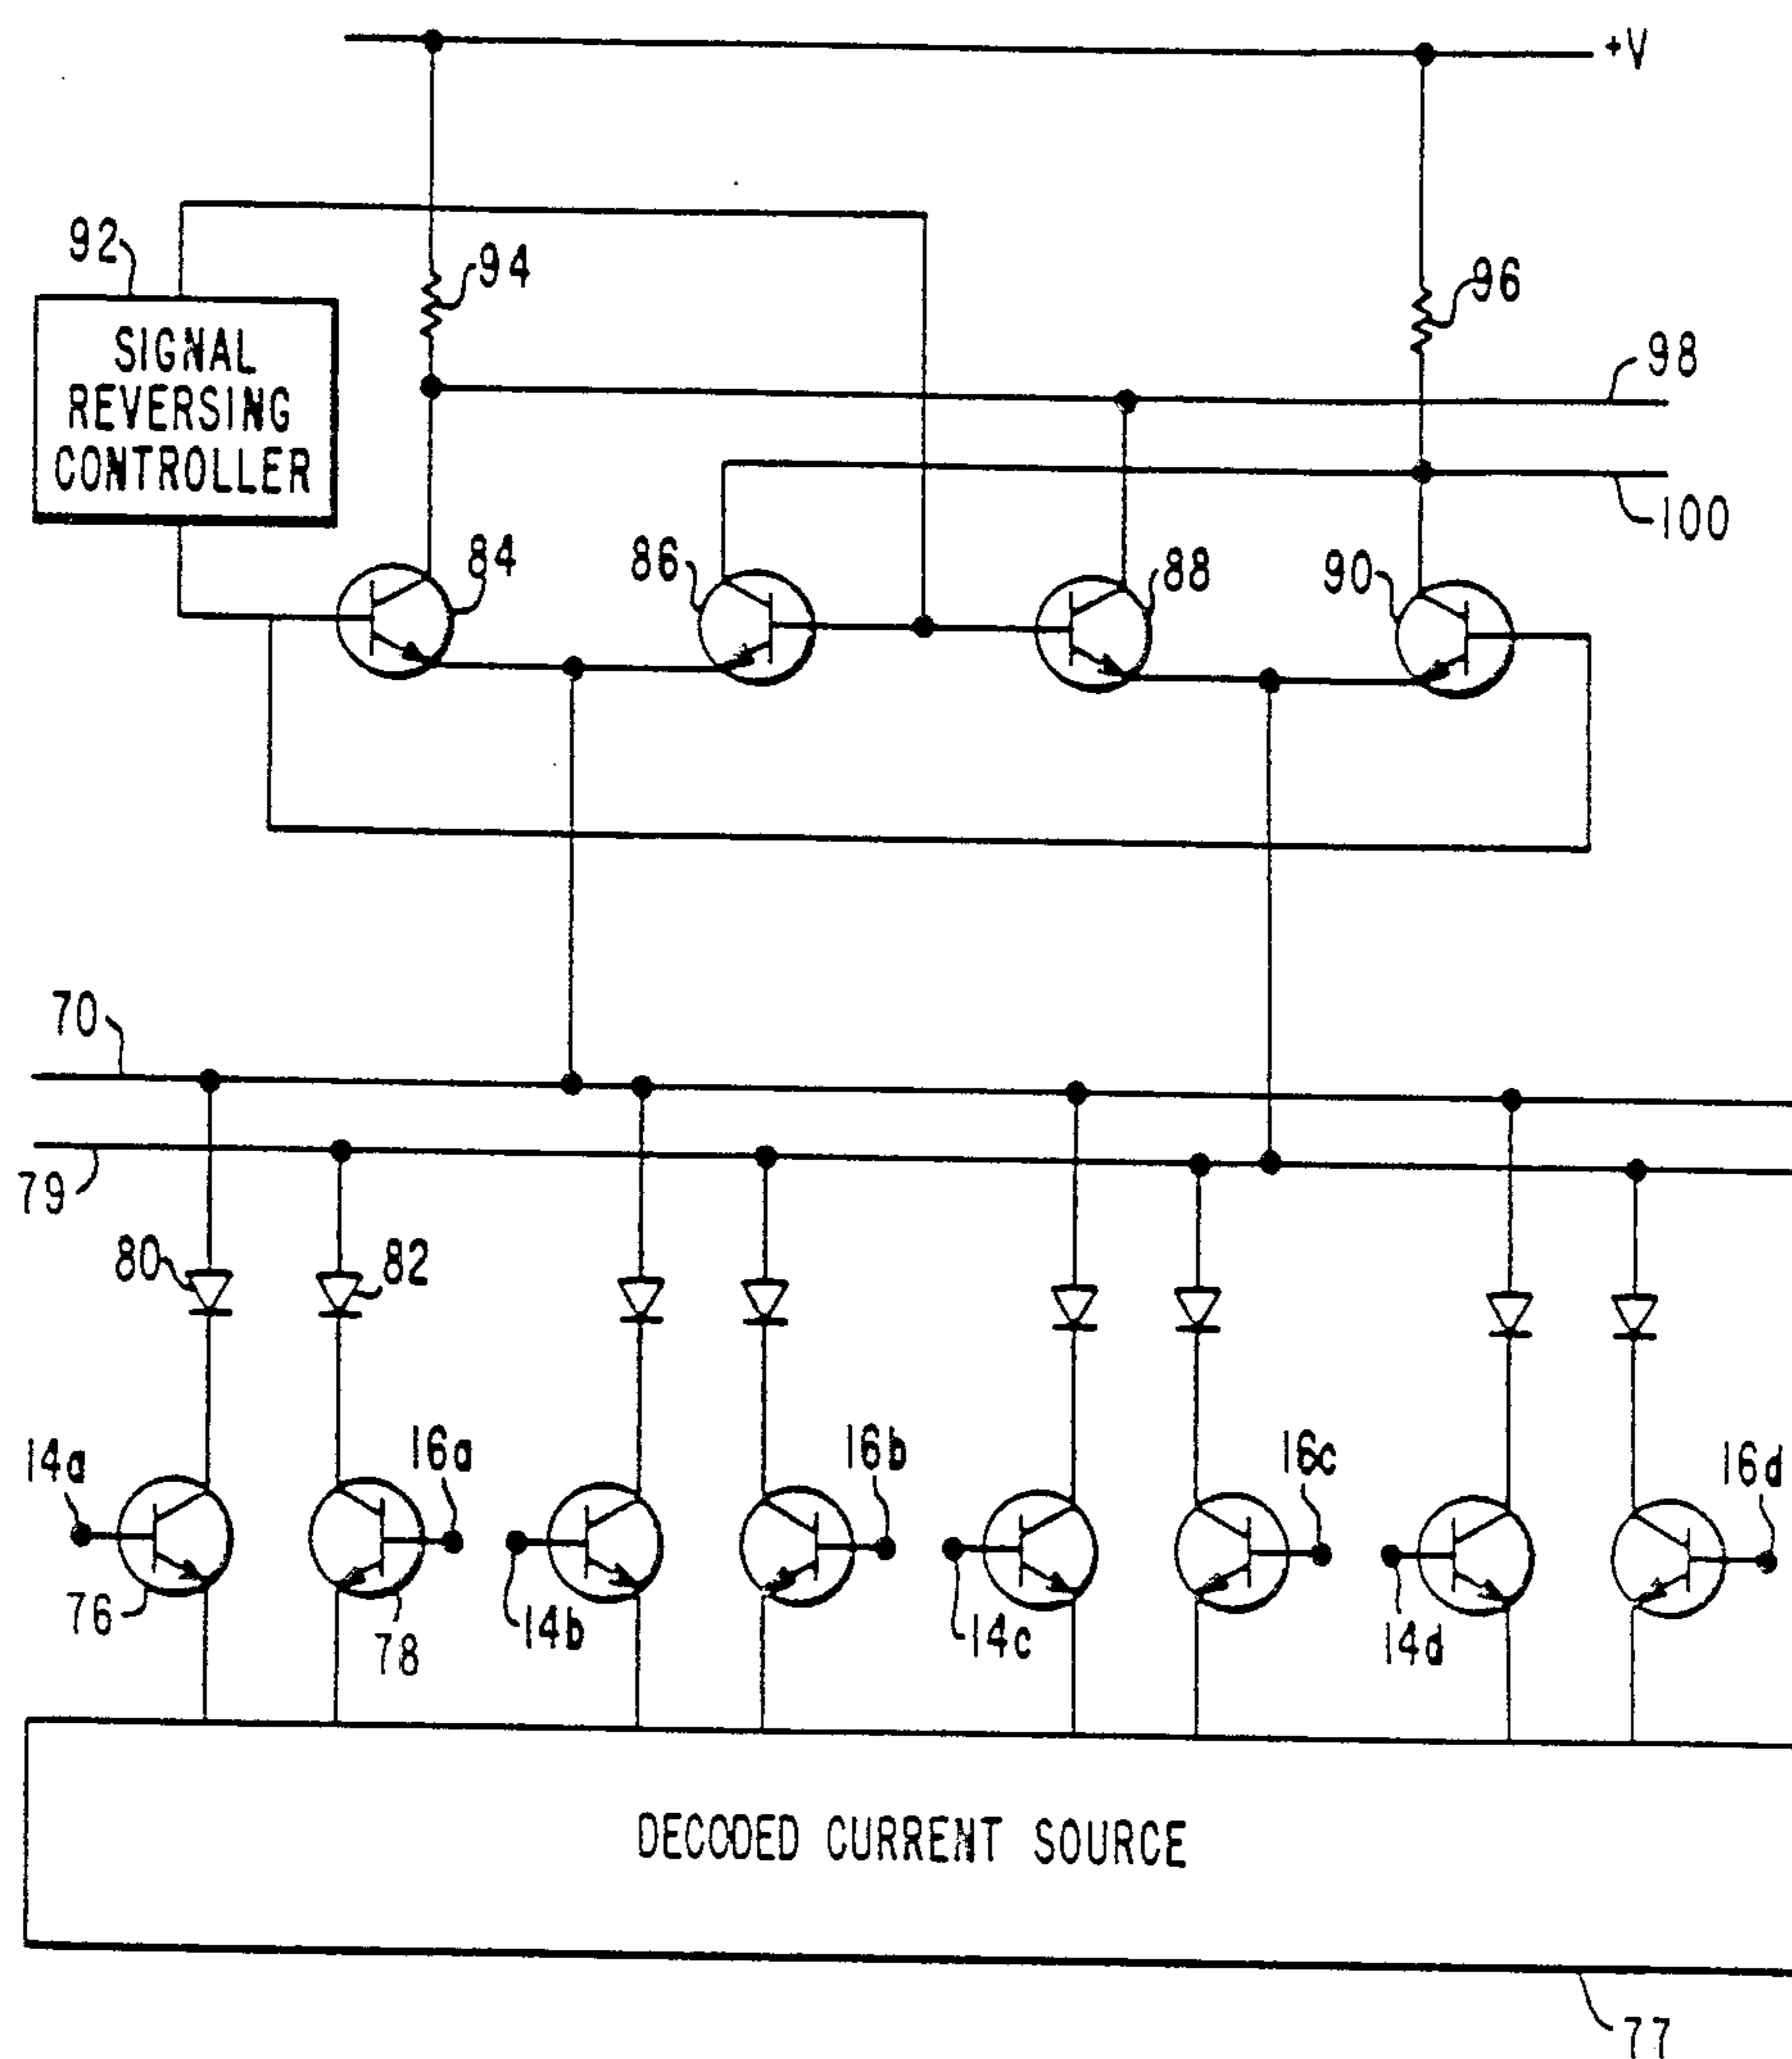 +V
92
94
96
SIGNAL
REVERSING
CONTROLLER
98
100
84
86
88
90
70
79
80
82
14a
16a
16b
16c
16d
76
78
14b
14c
14d
DECODED CURRENT SOURCE
77